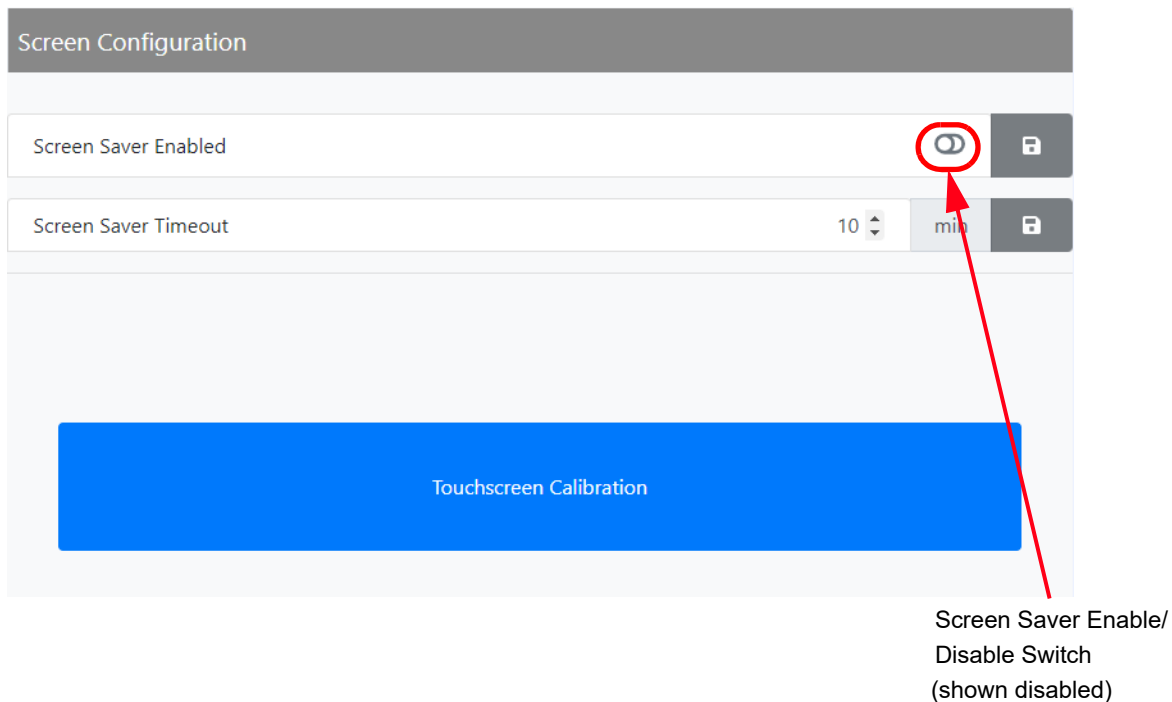 Screen Configuration
Screen Saver Enabled
Screen Saver Timeout 10 min
Touchscreen Calibration
Screen Saver Enable/
Disable Switch
(shown disabled)